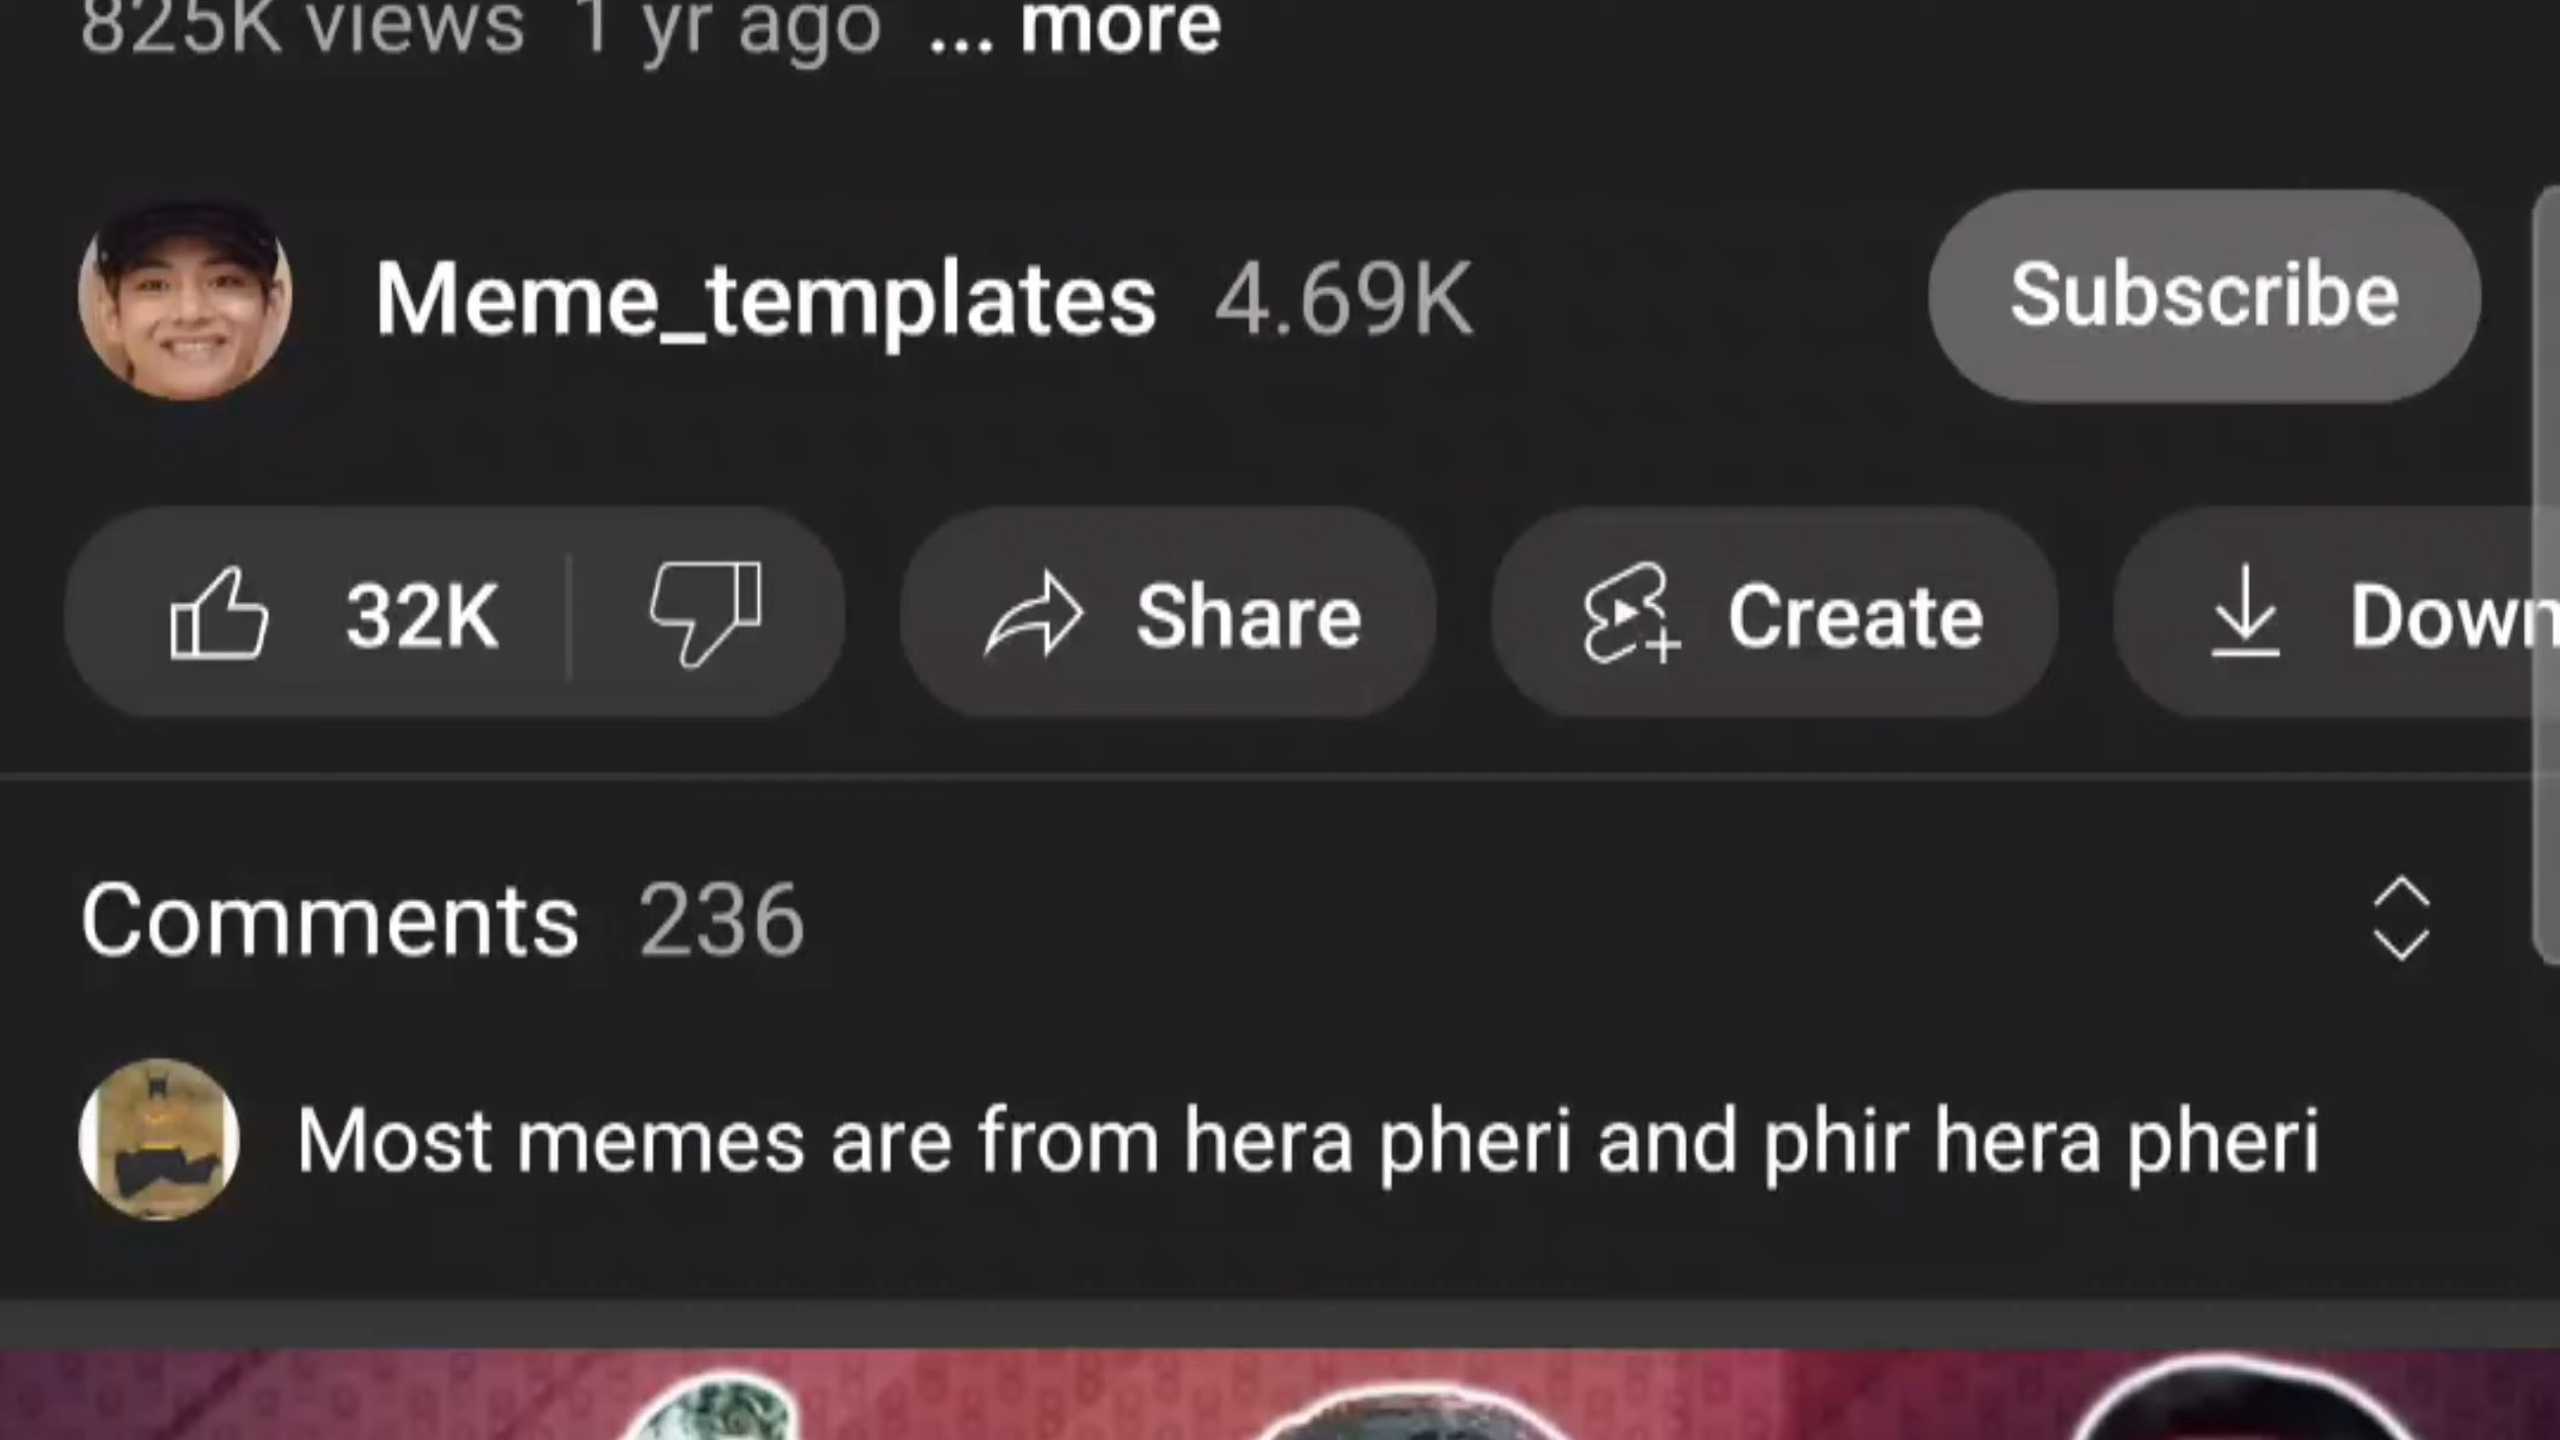 825K views 1 yr ago ... more
Meme_templates 4.69K
Subscribe
32K
Share
Create
Down
Comments 236
Most memes are from hera pheri and phir hera pheri